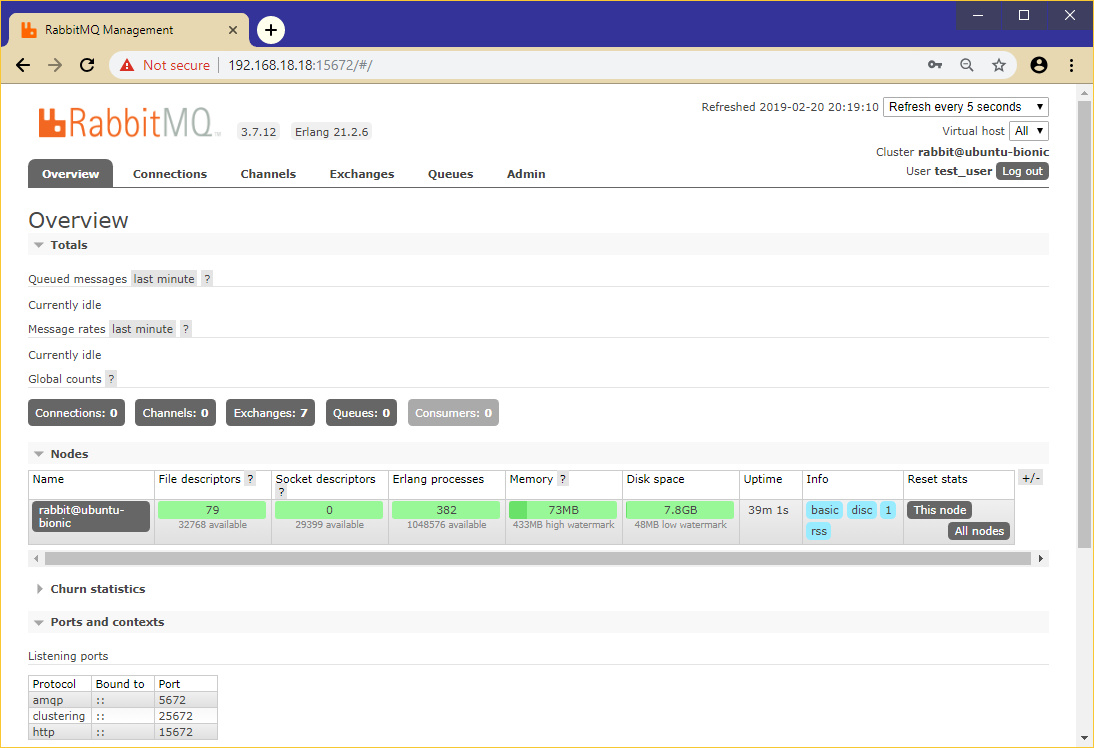 RabbitMQ Management
Not secure 192.168.18.18:15672/#/
Refreshed 2019-02-20 20:19:10 Refresh every 5 seconds
RabbitMQ 3.7.12 Erlang 21.2.6
Virtual host All
Cluster rabbit@ubuntu-bionic
User test_user Log out
Overview Connections Channels Exchanges Queues Admin
Overview
Totals
Queued messages last minute ?
Currently idle
Message rates last minute ?
Currently idle
Global counts ?
Connections: 0 Channels: 0 Exchanges: 7 Queues: 0 Consumers: 0
Nodes
Name File descriptors ? Socket descriptors ? Erlang processes Memory ? Disk space Uptime Info Reset stats +/-
rabbit@ubuntu-bionic 79 0 382 73MB 7.8GB 39m 1s basic disc 1 This node
32768 available 29399 available 1048576 available 433MB high watermark 48MB low watermark rss All nodes
Churn statistics
Ports and contexts
Listening ports
Protocol Bound to Port
amqp :: 5672
clustering :: 25672
http :: 15672